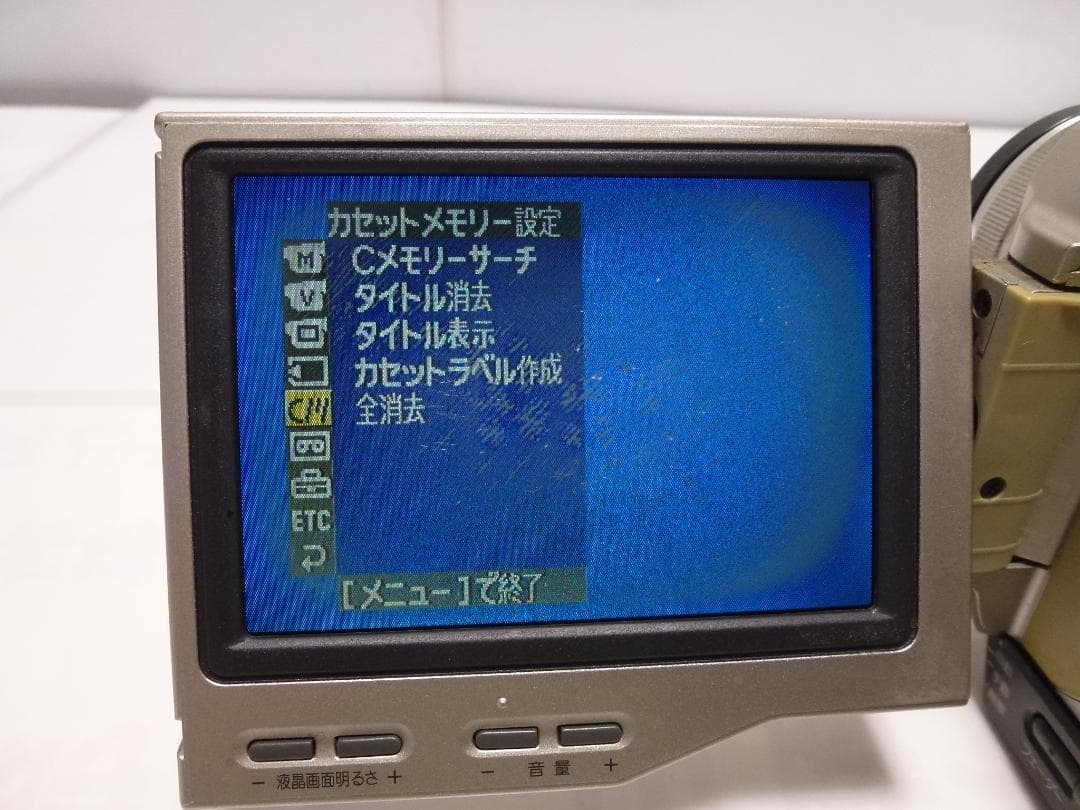 カセットメモリー設定
M
Cメモリーサーチ
V
タイトル消去
タイトル表示
カセットラベル作成
CM
全消去
ETC
[メニュー]で終了
− 液晶画面明るさ +
− 音量 +